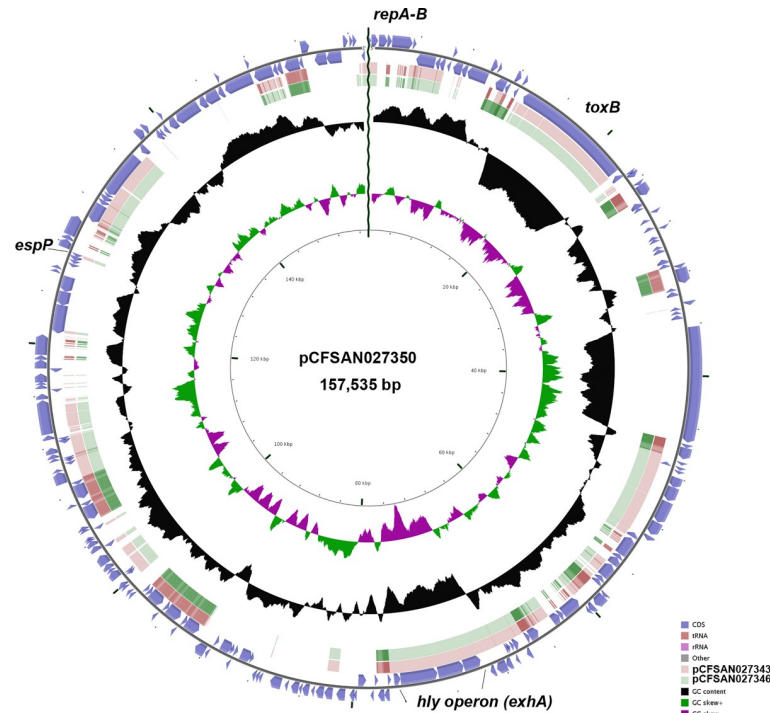 repA-B
toxB
espP
140 kbp
20 kbp
pCFSAN027350
157,535 bp
120 kbp
40 kbp
100 kbp
60 kbp
80 kbp
hly operon (exhA)
CDS
tRNA
rRNA
Other
pCFSAN027343
pCFSAN027346
GC content
GC skew+